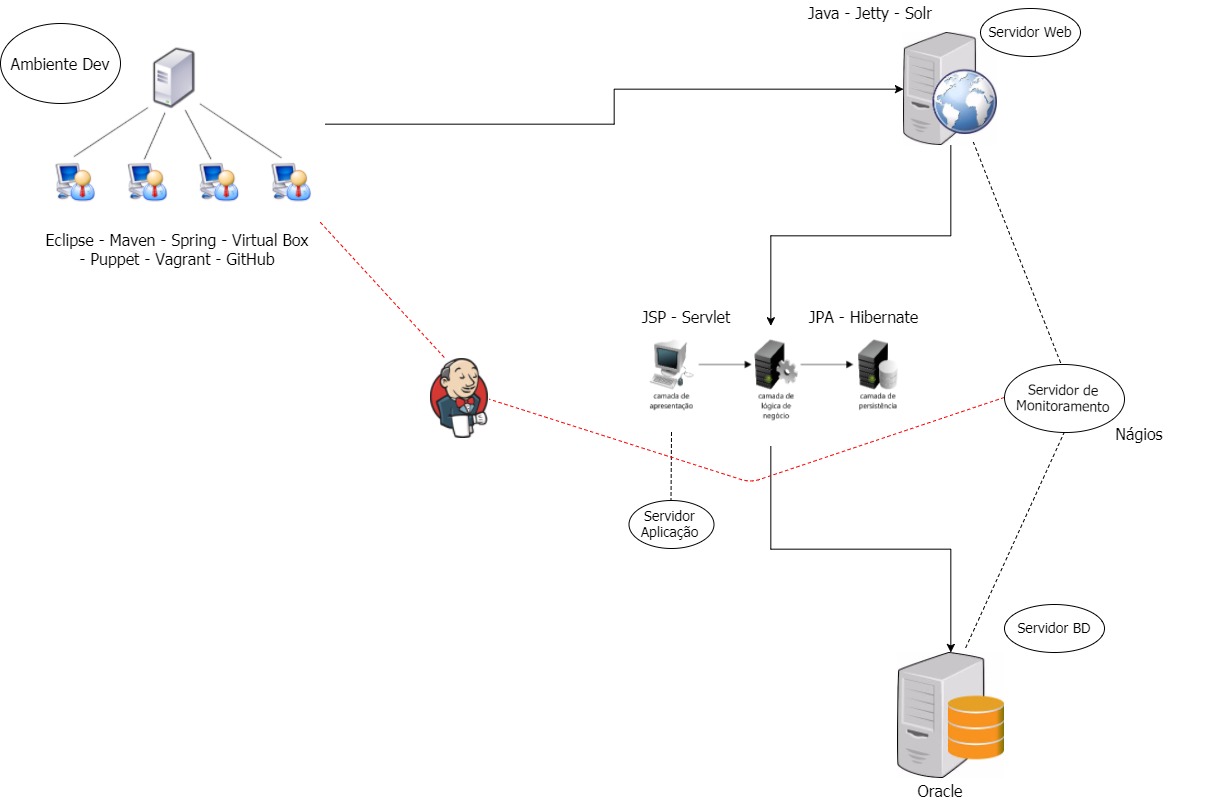 Java - Jetty - Solr
Servidor Web
Ambiente Dev
Eclipse - Maven - Spring - Virtual Box
- Puppet - Vagrant - GitHub
JSP - Servlet
JPA - Hibernate
camada de
apresentação
camada de
lógica de
negócio
camada de
persistência
Servidor de
Monitoramento
Nágios
Servidor
Aplicação
Servidor BD
Oracle